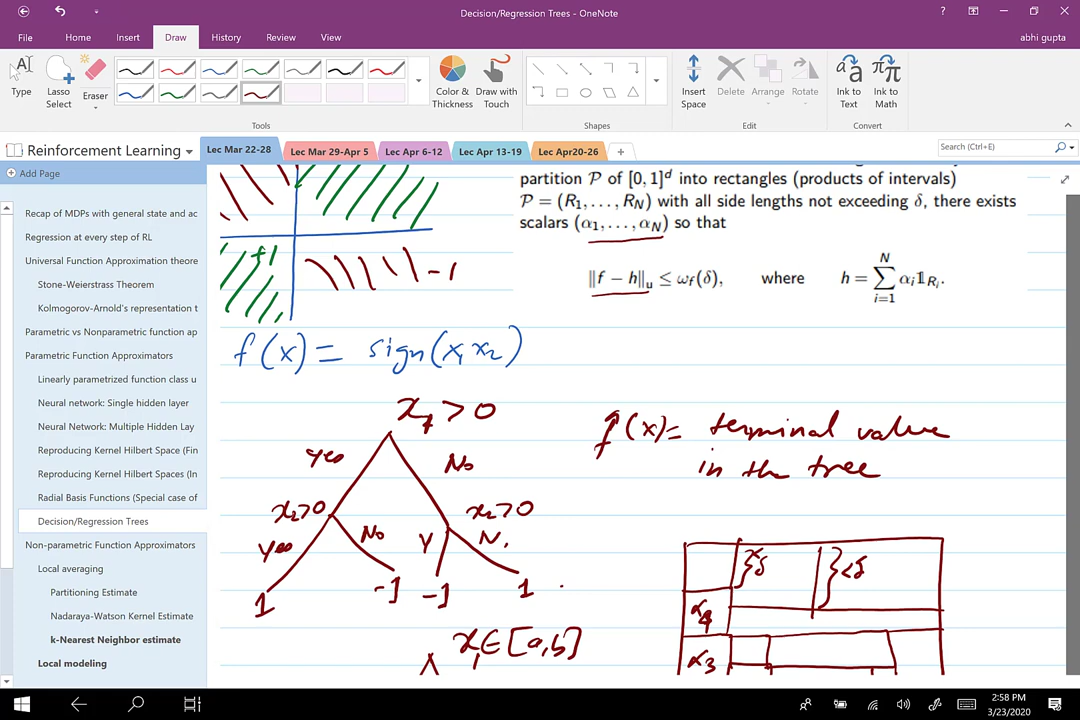 Decision/Regression Trees - OneNote
?
File
Home
Insert
Draw
History
Review
View
abhi gupta
Type
Lasso Select
Eraser
Color & Thickness
Draw with Touch
Insert Space
Delete
Arrange
Rotate
Ink to Text
Ink to Math
Tools
Shapes
Edit
Convert
Reinforcement Learning
Lec Mar 22-28
Lec Mar 29-Apr 5
Lec Apr 6-12
Lec Apr 13-19
Lec Apr20-26
+
Search (Ctrl+E)
Add Page
Recap of MDPs with general state and ac
Regression at every step of RL
Universal Function Approximation theore
Stone-Weierstrass Theorem
Kolmogorov-Arnold's representation t
Parametric vs Nonparametric function ap
Parametric Function Approximators
Linearly parametrized function class u
Neural network: Single hidden layer
Neural Network: Multiple Hidden Lay
Reproducing Kernel Hilbert Space (Fin
Reproducing Kernel Hilbert Spaces (In
Radial Basis Functions (Special case of
Decision/Regression Trees
Non-parametric Function Approximators
Local averaging
Partitioning Estimate
Nadaraya-Watson Kernel Estimate
k-Nearest Neighbor estimate
Local modeling
partition P of [0, 1]^d into rectangles (products of intervals)
P = (R_1, . . . , R_N) with all side lengths not exceeding δ, there exists
scalars (α_1, . . . , α_N) so that
‖f − h‖_u ≤ ω_f(δ), where h = ∑_{i=1}^{N} α_i 𝟙_{R_i}.
+1
-1
f(x) = sign(x_1 x_2)
x_1 > 0
Yes
No
x_2>0
x_2>0
Yes
No
Y
N.
1
-1
-1
1
x_1 ∈ [a,b]
f(x) = terminal value
in the tree
}δ
}<δ
α_4
α_3
2:58 PM
3/23/2020